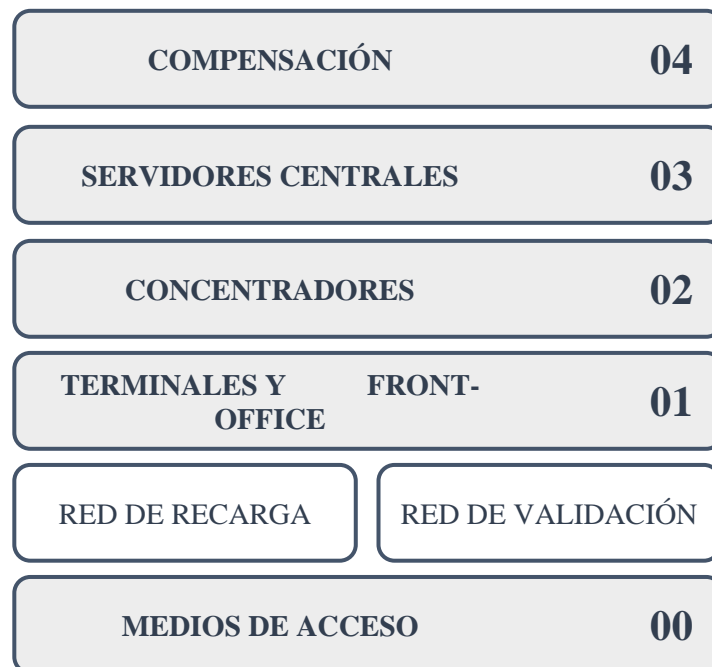 COMPENSACIÓN 04
SERVIDORES CENTRALES 03
CONCENTRADORES 02
TERMINALES Y FRONT-
OFFICE 01
RED DE RECARGA RED DE VALIDACIÓN
MEDIOS DE ACCESO 00